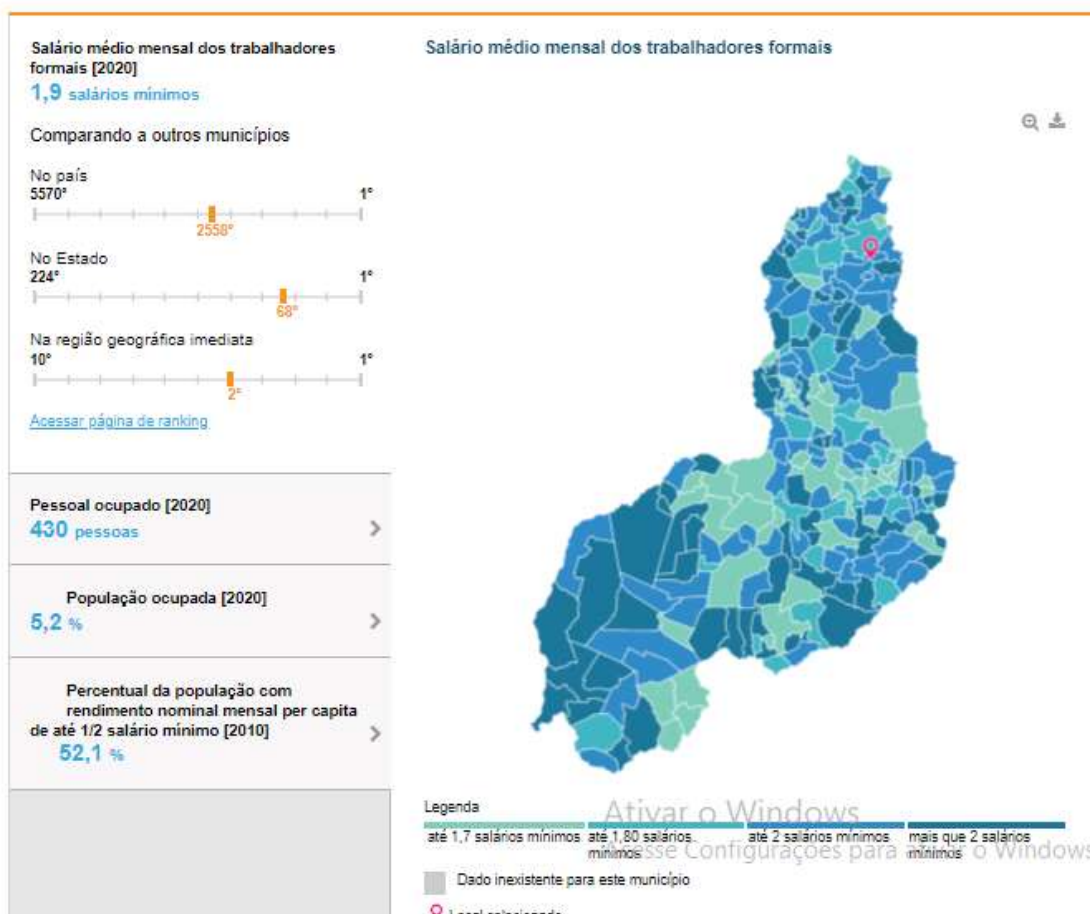 Salário médio mensal dos trabalhadores
formais [2020]
1,9 salários mínimos
Comparando a outros municípios
No país
5570° 1°
2558°
No Estado
224° 1°
68°
Na região geográfica imediata
10° 1°
2°
Acessar página de ranking
Pessoal ocupado [2020]
430 pessoas
População ocupada [2020]
5,2 %
Percentual da população com
rendimento nominal mensal per capita
de até 1/2 salário mínimo [2010]
52,1 %
Salário médio mensal dos trabalhadores formais
Legenda
até 1,7 salários mínimos
até 1,80 salários
mínimos
até 2 salários mínimos
mais que 2 salários
mínimos
Ativar o Windows
Acesse Configurações para ativar o Windows
Dado inexistente para este município
Local selecionado